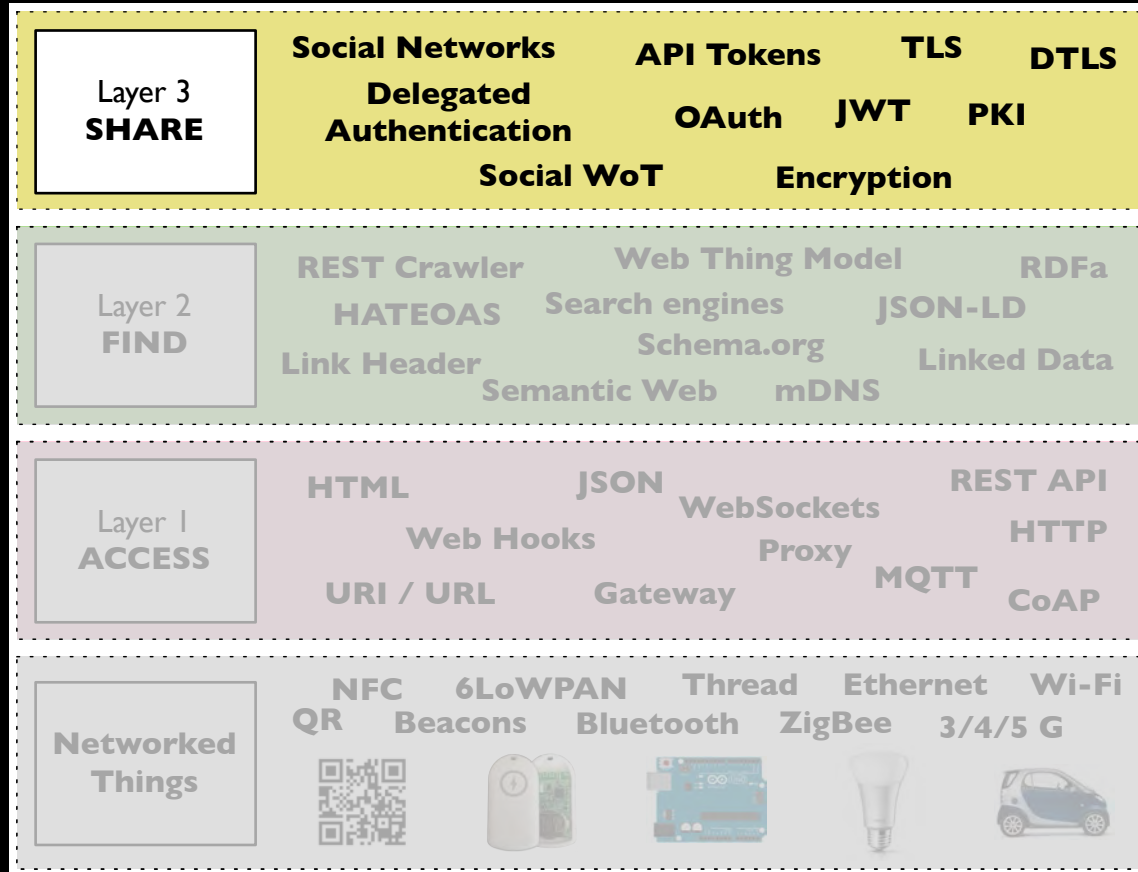 Layer 3
SHARE
Social Networks
API Tokens
TLS
DTLS
Delegated
Authentication
OAuth
JWT
PKI
Social WoT
Encryption
Layer 2
FIND
REST Crawler
Web Thing Model
RDFa
HATEOAS
Search engines
JSON-LD
Link Header
Schema.org
Linked Data
Semantic Web
mDNS
Layer 1
ACCESS
HTML
JSON
WebSockets
REST API
Web Hooks
Proxy
HTTP
URI / URL
Gateway
MQTT
CoAP
Networked
Things
NFC
6LoWPAN
Thread
Ethernet
Wi-Fi
QR
Beacons
Bluetooth
ZigBee
3/4/5 G